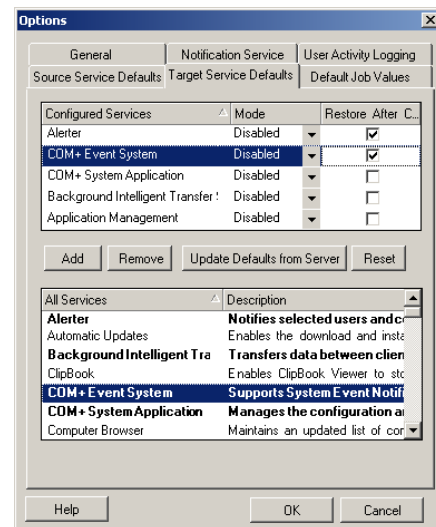 Options
General Notification Service User Activity Logging
Source Service Defaults Target Service Defaults Default Job Values
Configured Services Mode Restore After C...
Alerter Disabled
COM+ Event System Disabled
COM+ System Application Disabled
Background Intelligent Transfer Disabled
Application Management Disabled
Add Remove Update Defaults from Server Reset
All Services Description
Alerter Notifies selected users and
Automatic Updates Enables the download and insta
Background Intelligent Tra Transfers data between clien
ClipBook Enables ClipBook Viewer to sto
COM+ Event System Supports System Event Notifi
COM+ System Application Manages the configuration a
Computer Browser Maintains an updated list of co
Help OK Cancel